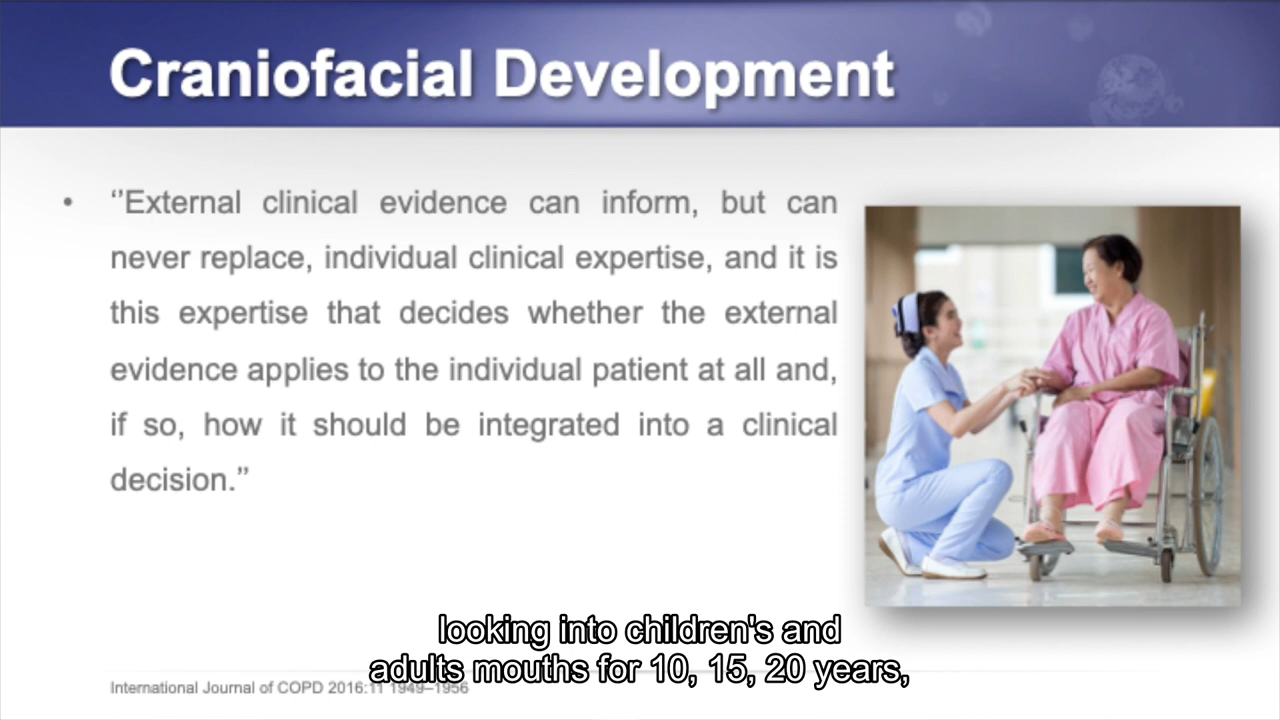 Craniofacial Development
• ‘’External clinical evidence can inform, but can
never replace, individual clinical expertise, and it is
this expertise that decides whether the external
evidence applies to the individual patient at all and,
if so, how it should be integrated into a clinical
decision.’’
looking into children's and
adults mouths for 10, 15, 20 years,
International Journal of COPD 2016:11 1949–1956